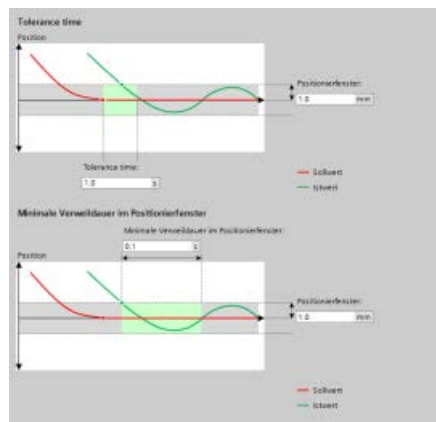 Tolerance time
Position
Positionierfenster:
1.0 mm
Tolerance time:
1.0 s
Sollwert
Istwert
Minimale Verweildauer im Positionierfenster
Minimale Verweildauer im Positionierfenster:
0.1 s
Position
Positionierfenster:
1.0 mm
Sollwert
Istwert